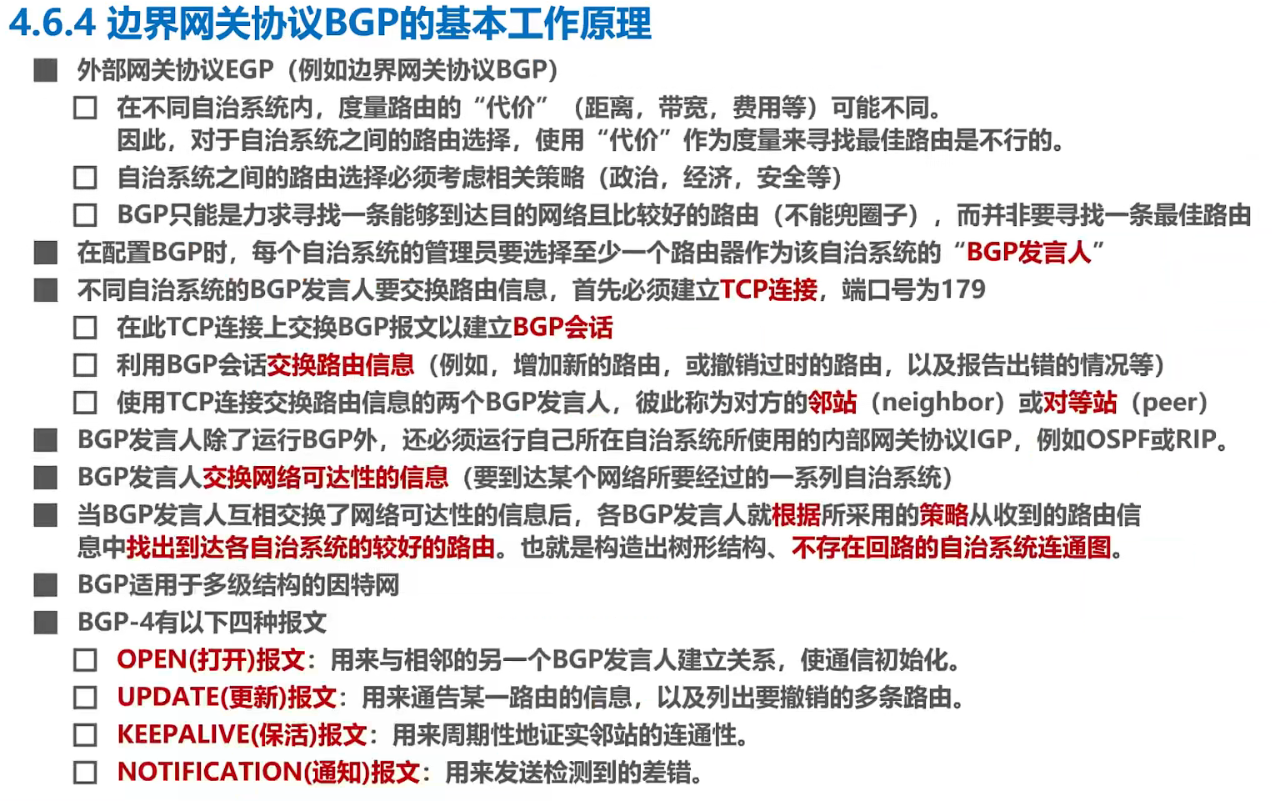 4.6.4 边界网关协议BGP的基本工作原理
外部网关协议EGP（例如边界网关协议BGP）
在不同自治系统内，度量路由的“代价”（距离，带宽，费用等）可能不同。
因此，对于自治系统之间的路由选择，使用“代价”作为度量来寻找最佳路由是不行的。
自治系统之间的路由选择必须考虑相关策略（政治，经济，安全等）
BGP只能是力求寻找一条能够到达目的网络且比较好的路由（不能兜圈子），而并非要寻找一条最佳路由
在配置BGP时，每个自治系统的管理员要选择至少一个路由器作为该自治系统的“BGP发言人”
不同自治系统的BGP发言人要交换路由信息，首先必须建立TCP连接，端口号为179
在此TCP连接上交换BGP报文以建立BGP会话
利用BGP会话交换路由信息（例如，增加新的路由，或撤销过时的路由，以及报告出错的情况等）
使用TCP连接交换路由信息的两个BGP发言人，彼此称为对方的邻站（neighbor）或对等站（peer）
BGP发言人除了运行BGP外，还必须运行自己所在自治系统所使用的内部网关协议IGP，例如OSPF或RIP。
BGP发言人交换网络可达性的信息（要到达某个网络所要经过的一系列自治系统）
当BGP发言人互相交换了网络可达性的信息后，各BGP发言人就根据所采用的策略从收到的路由信
息中找出到达各自治系统的较好的路由。也就是构造出树形结构、不存在回路的自治系统连通图。
BGP适用于多级结构的因特网
BGP-4有以下四种报文
OPEN(打开)报文：用来与相邻的另一个BGP发言人建立关系，使通信初始化。
UPDATE(更新)报文：用来通告某一路由的信息，以及列出要撤销的多条路由。
KEEPALIVE(保活)报文：用来周期性地证实邻站的连通性。
NOTIFICATION(通知)报文：用来发送检测到的差错。